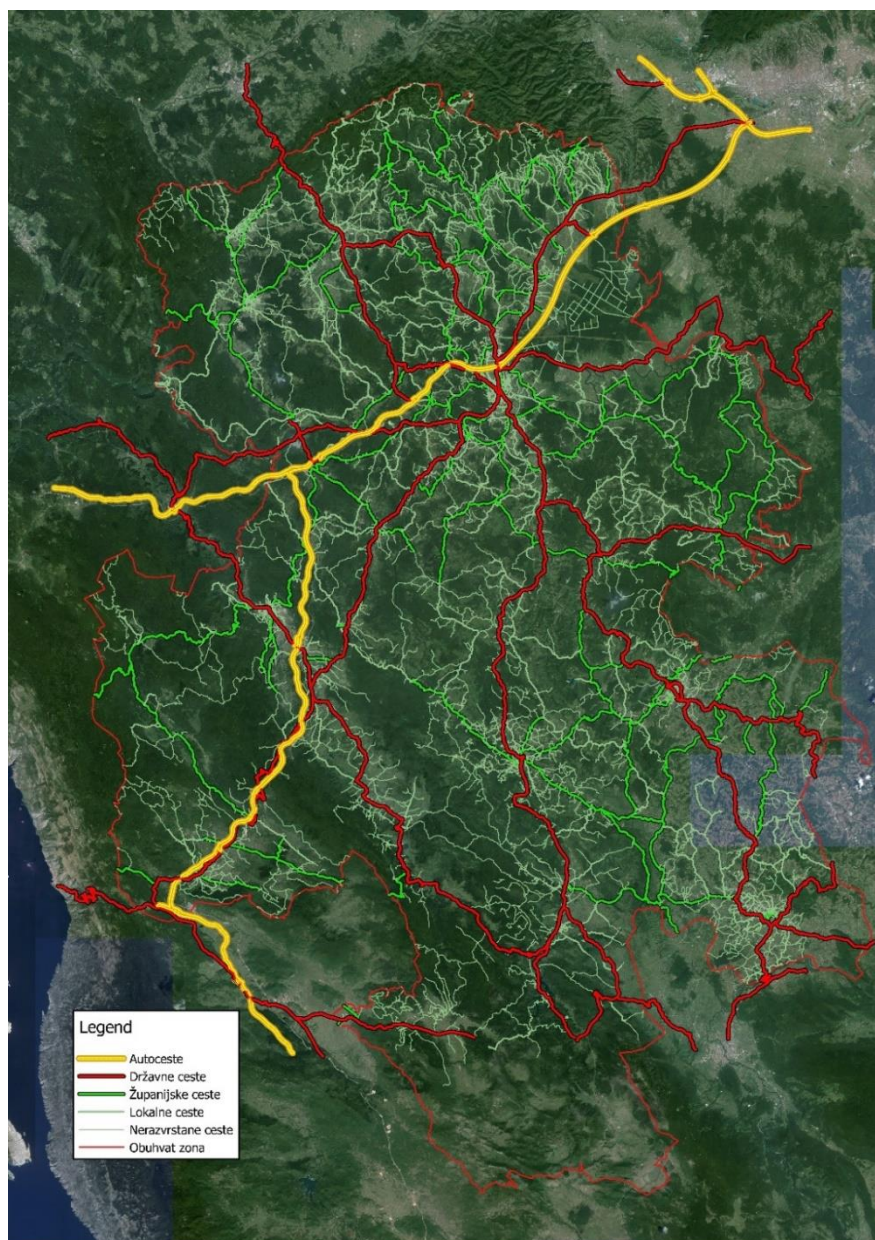 Legend
Autoceste
Državne ceste
Županijske ceste
Lokalne ceste
Nerazvrstane ceste
Obuhvat zona